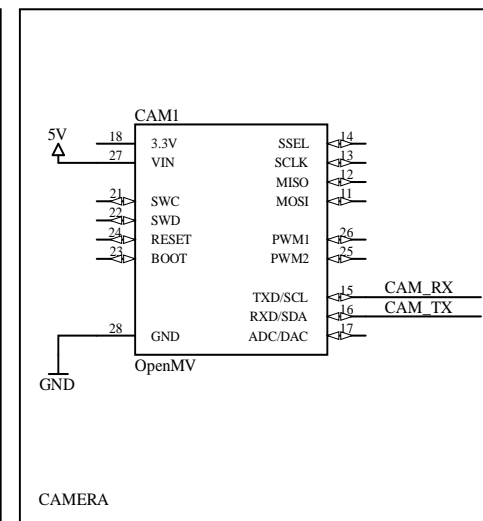 CAM1
5V
18 3.3V SSEL 14
27 VIN SCLK 13
MISO 12
21 SWC MOSI 11
22 SWD
24 RESET PWM1 26
23 BOOT PWM2 25
TXD/SCL 15 CAM_RX
RXD/SDA 16 CAM_TX
28 GND ADC/DAC 17
OpenMV
GND
CAMERA